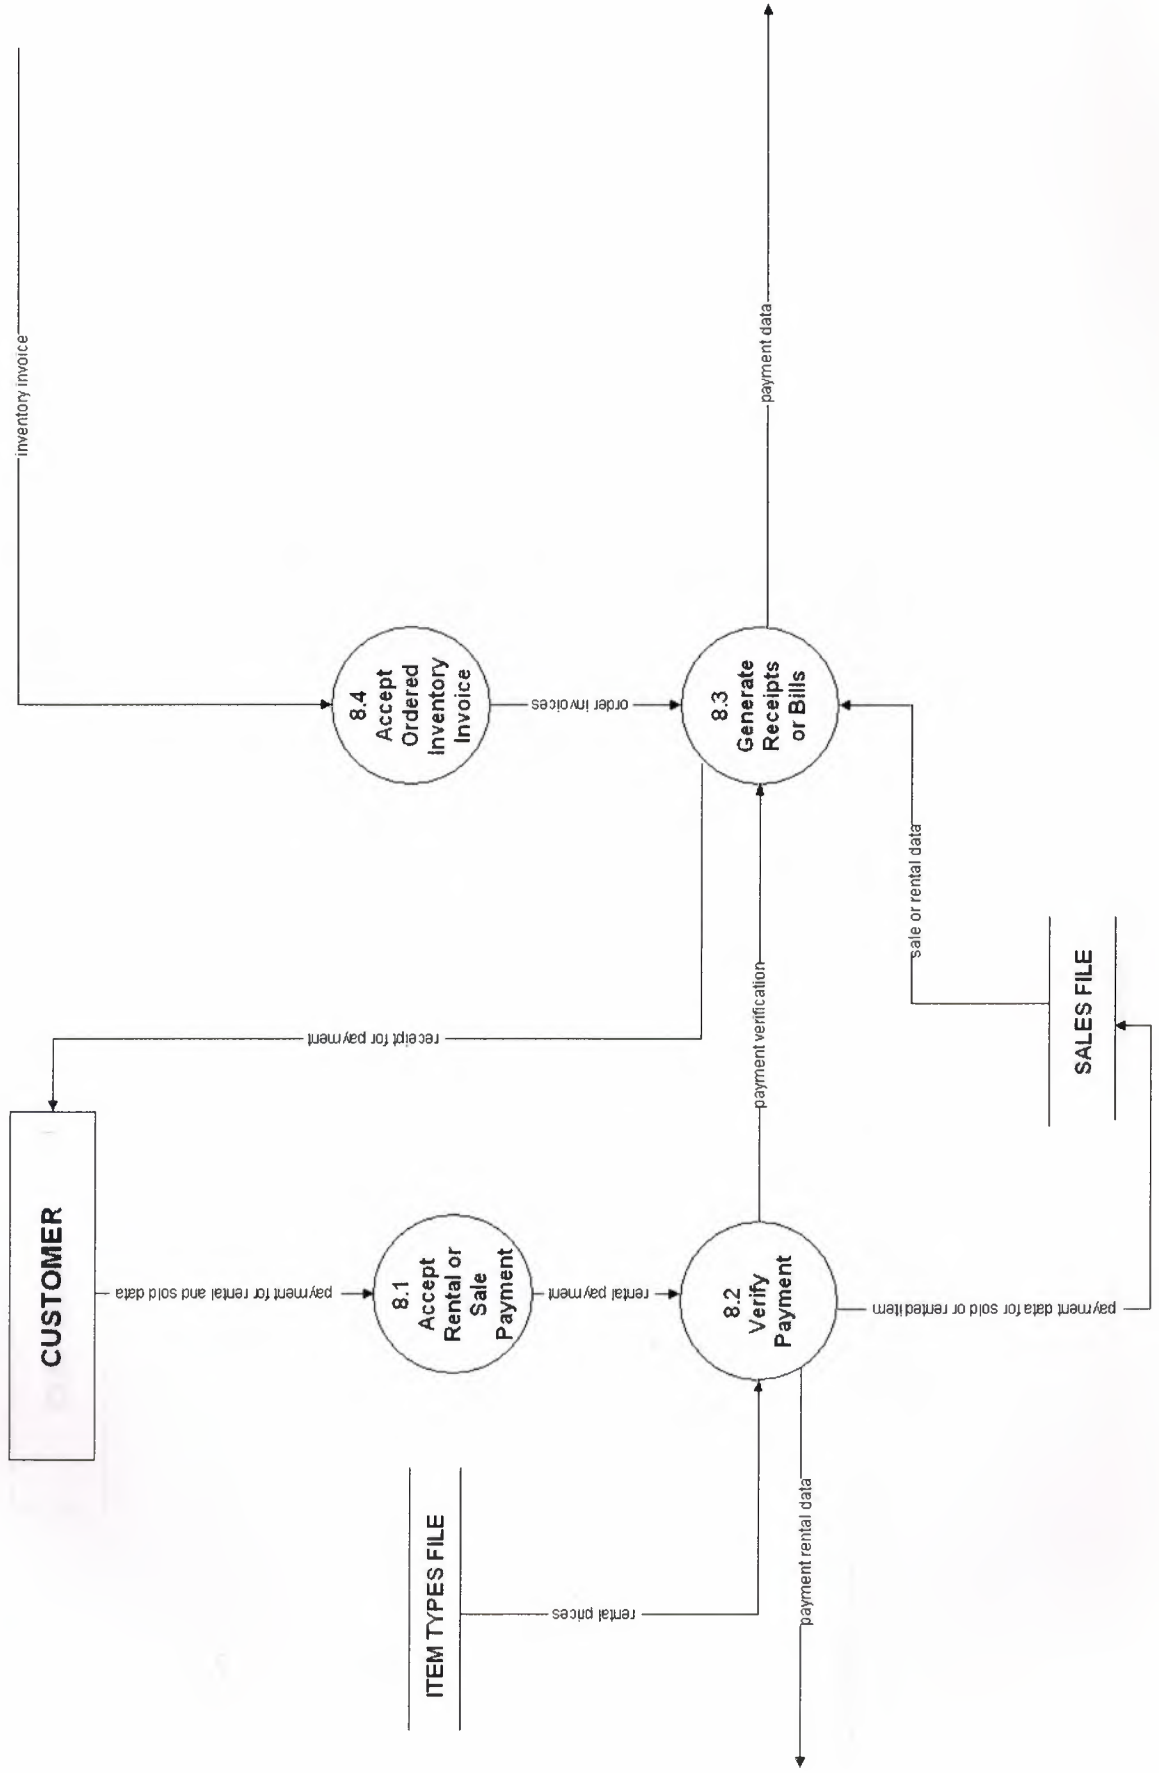 inventory invoice
CUSTOMER
payment for rental and sold data
receipt for payment
8.1
Accept
Rental or
Sale
Payment
8.4
Accept
Ordered
Inventory
Invoice
rental payment
order invoices
ITEM TYPES FILE
rental prices
8.2
Verify
Payment
payment verification
8.3
Generate
Receipts
or Bills
payment data
payment rental data
payment data for sold or rented item
sale or rental data
SALES FILE